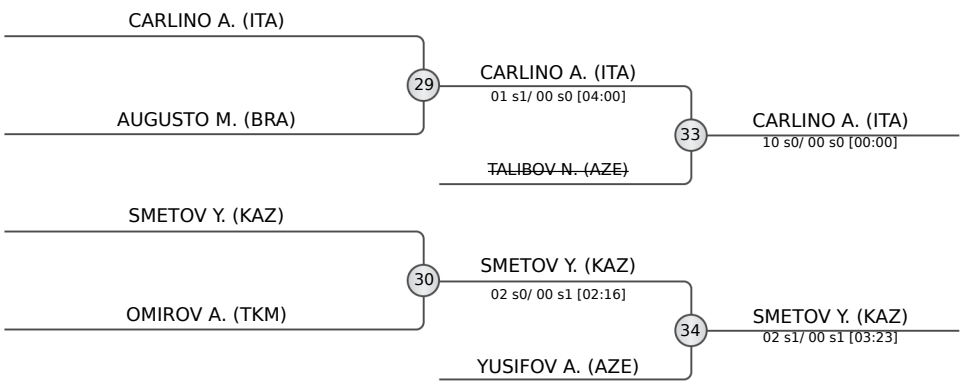 CARLINO A. (ITA)
29
CARLINO A. (ITA)
01 s1/ 00 s0 [04:00]
AUGUSTO M. (BRA)
33
CARLINO A. (ITA)
10 s0/ 00 s0 [00:00]
TALIBOV N. (AZE)
SMETOV Y. (KAZ)
30
SMETOV Y. (KAZ)
02 s0/ 00 s1 [02:16]
OMIROV A. (TKM)
34
SMETOV Y. (KAZ)
02 s1/ 00 s1 [03:23]
YUSIFOV A. (AZE)